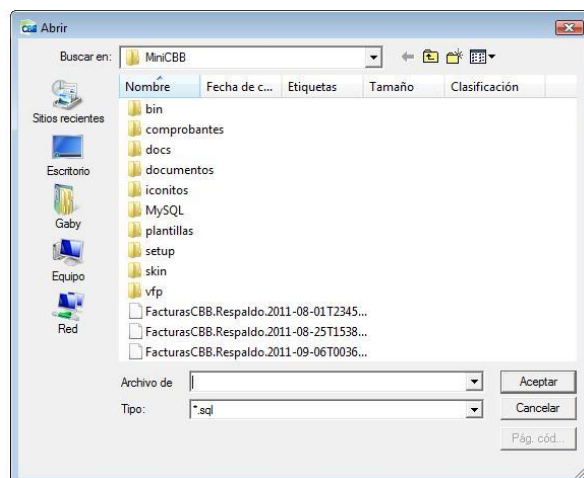 CBB Abrir
Buscar en: MiniCBB
Nombre Fecha de c... Etiquetas Tamaño Clasificación
Sitios recientes
Escritorio
Gaby
Equipo
Red
bin
comprobantes
docs
documentos
iconitos
MySQL
plantillas
setup
skin
vfp
FacturasCBB.Respaldo.2011-08-01T2345...
FacturasCBB.Respaldo.2011-08-25T1538...
FacturasCBB.Respaldo.2011-09-06T0036...
Archivo de
Aceptar
Tipo: *.sql
Cancelar
Pág. cód...